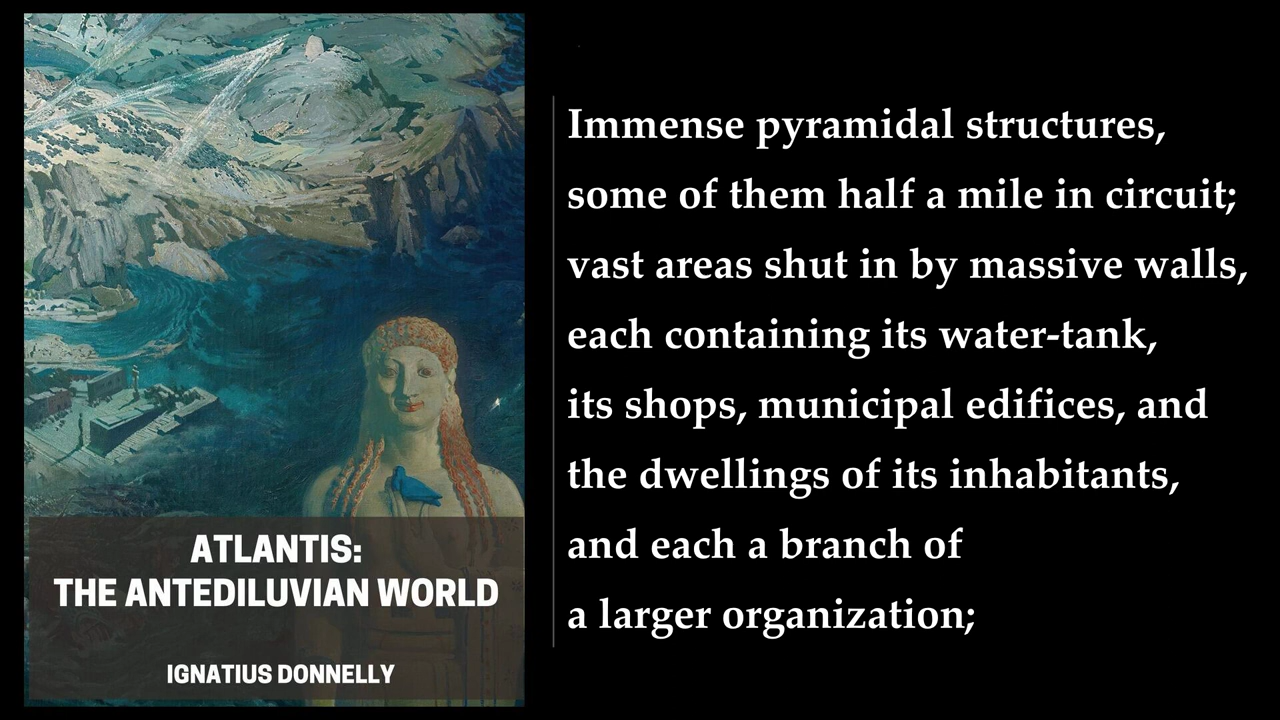 ATLANTIS:
THE ANTEDILUVIAN WORLD
IGNATIUS DONNELLY
Immense pyramidal structures,
some of them half a mile in circuit;
vast areas shut in by massive walls,
each containing its water-tank,
its shops, municipal edifices, and
the dwellings of its inhabitants,
and each a branch of
a larger organization;